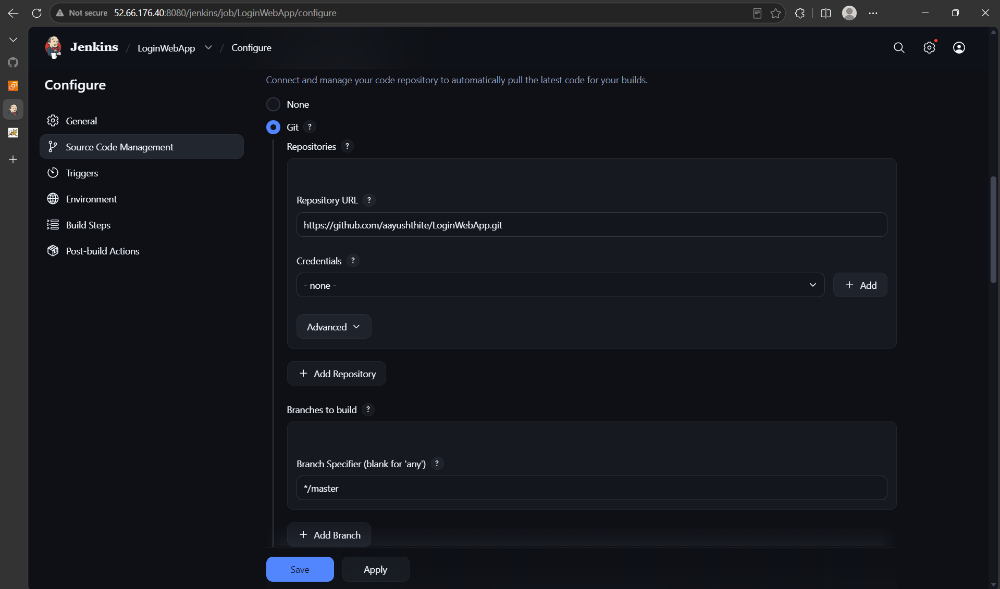 Not secure 52.66.176.40:8080/jenkins/job/LoginWebApp/configure
Jenkins / LoginWebApp / Configure
Configure
General
Source Code Management
Triggers
Environment
Build Steps
Post-build Actions
Connect and manage your code repository to automatically pull the latest code for your builds.
None
Git ?
Repositories ?
Repository URL ?
https://github.com/aayushthite/LoginWebApp.git
Credentials ?
- none -
+ Add
Advanced
+ Add Repository
Branches to build ?
Branch Specifier (blank for 'any') ?
*/master
+ Add Branch
Save
Apply